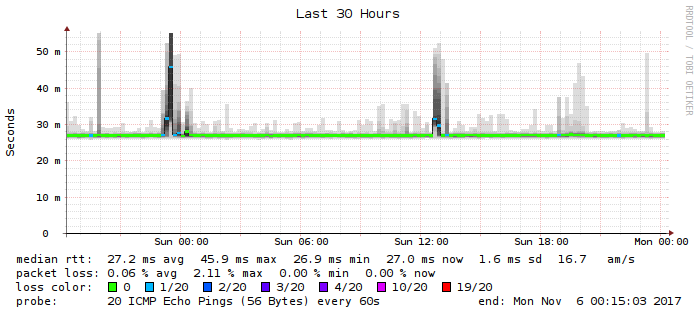 Last 30 Hours
RRDTOOL / TOBI OETIKER
Seconds
50 m
40 m
30 m
20 m
10 m
0
Sun 00:00 Sun 06:00 Sun 12:00 Sun 18:00 Mon 00:00
median rtt: 27.2 ms avg 45.9 ms max 26.9 ms min 27.0 ms now 1.6 ms sd 16.7 am/s
packet loss: 0.06 % avg 2.11 % max 0.00 % min 0.00 % now
loss color: 0 1/20 2/20 3/20 4/20 10/20 19/20
probe: 20 ICMP Echo Pings (56 Bytes) every 60s end: Mon Nov 6 00:15:03 2017